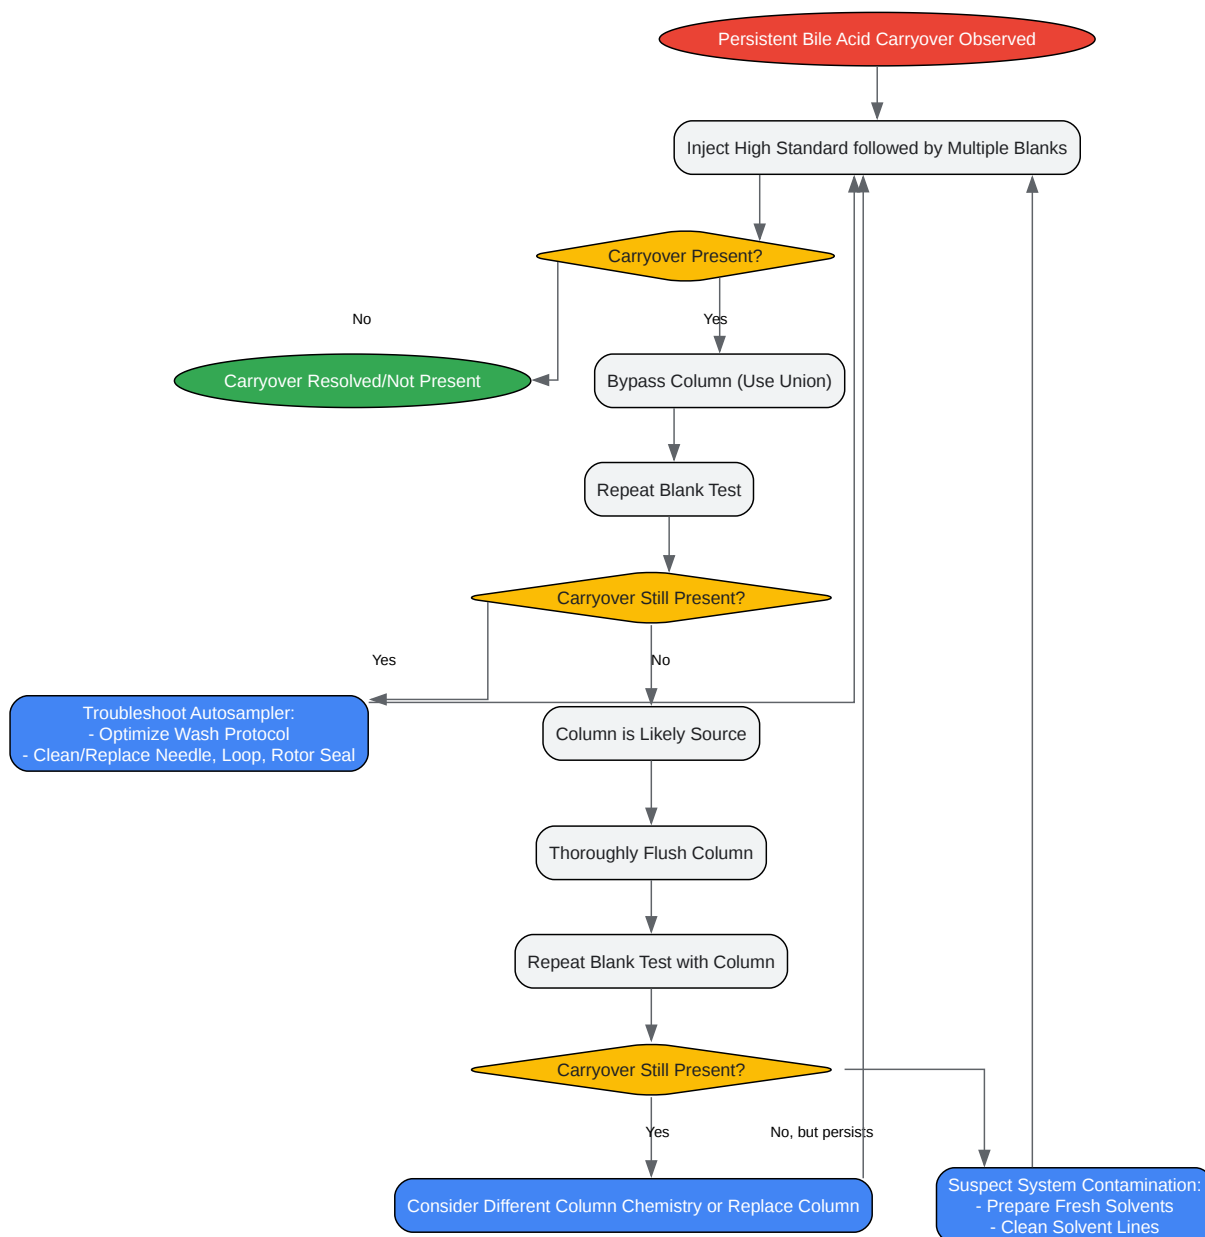 Persistent Bile Acid Carryover Observed
Inject High Standard followed by Multiple Blanks
Carryover Present?
No
Yes
Carryover Resolved/Not Present
Bypass Column (Use Union)
Repeat Blank Test
Carryover Still Present?
Yes
No
Troubleshoot Autosampler:
- Optimize Wash Protocol
- Clean/Replace Needle, Loop, Rotor Seal
Column is Likely Source
Thoroughly Flush Column
Repeat Blank Test with Column
Carryover Still Present?
Yes
No, but persists
Consider Different Column Chemistry or Replace Column
Suspect System Contamination:
- Prepare Fresh Solvents
- Clean Solvent Lines